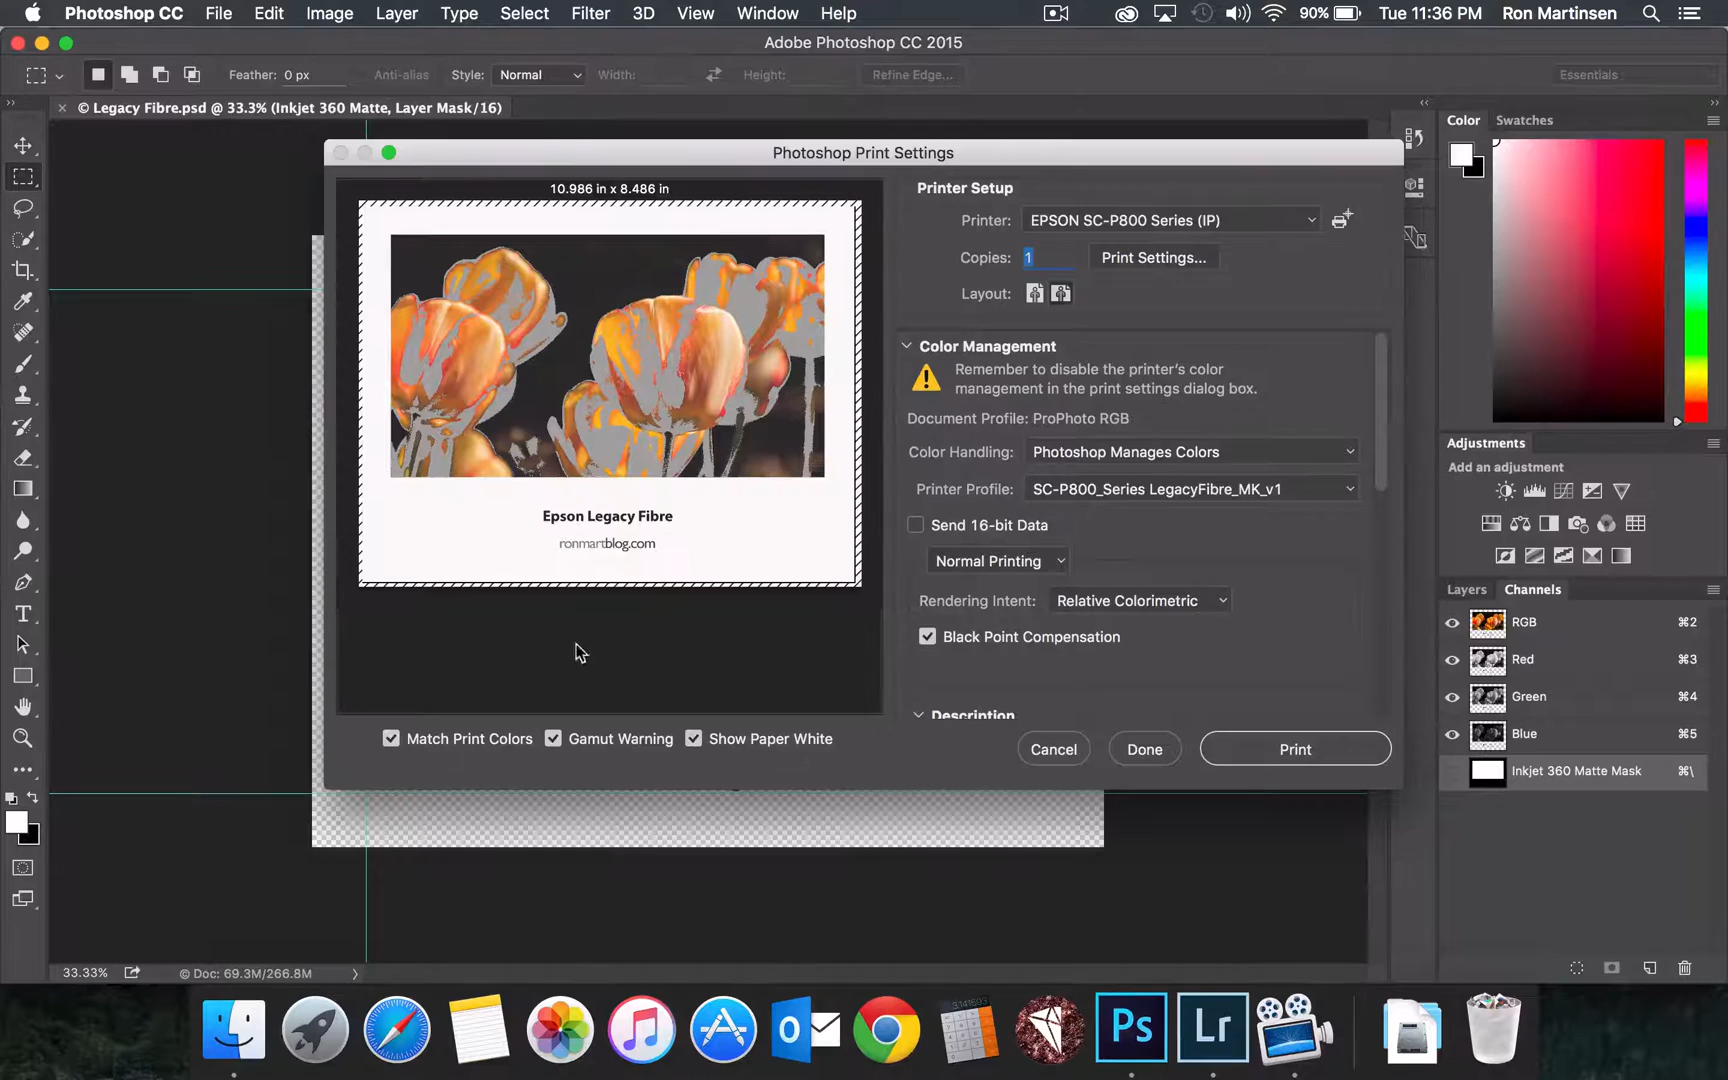 Photoshop CC File Edit Image Layer Type Select Filter 3D View Window Help 90% Tue 11:36 PM Ron Martinsen
Adobe Photoshop CC 2015
Feather: 0 px Anti-alias Style: Normal Width: Height: Refine Edge... Essentials
© Legacy Fibre.psd @ 33.3% (Inkjet 360 Matte, Layer Mask/16)
Color Swatches
Photoshop Print Settings
10.986 in x 8.486 in
Epson Legacy Fibre
ronmartblog.com
Match Print Colors Gamut Warning Show Paper White
Printer Setup
Printer: EPSON SC-P800 Series (IP)
Copies: 1 Print Settings...
Layout:
Color Management
Remember to disable the printer's color
management in the print settings dialog box.
Document Profile: ProPhoto RGB
Color Handling: Photoshop Manages Colors
Printer Profile: SC-P800_Series LegacyFibre_MK_v1
Send 16-bit Data
Normal Printing
Rendering Intent: Relative Colorimetric
Black Point Compensation
Description
Cancel Done Print
Adjustments
Add an adjustment
Layers Channels
RGB ⌘2
Red ⌘3
Green ⌘4
Blue ⌘5
Inkjet 360 Matte Mask ⌘\
33.33% © Doc: 69.3M/266.8M
3.141593
Ps Lr